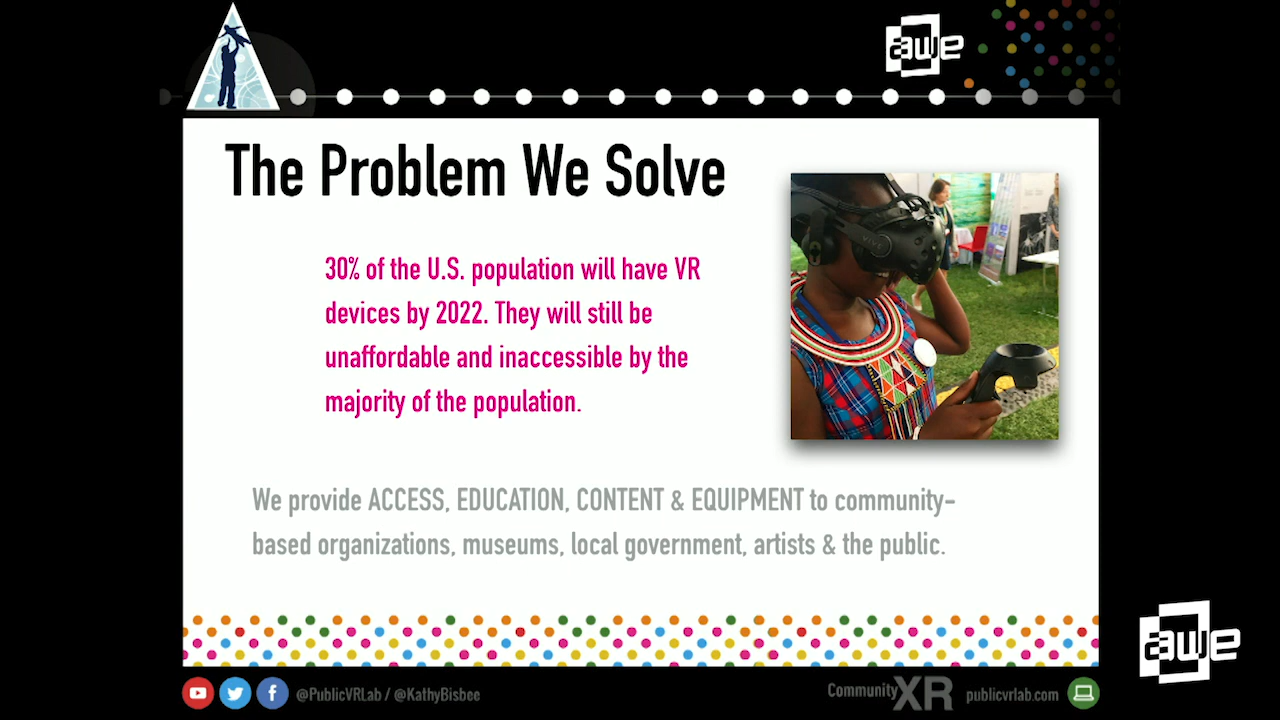 awe
The Problem We Solve
30% of the U.S. population will have VR
devices by 2022. They will still be
unaffordable and inaccessible by the
majority of the population.
VIVE
We provide ACCESS, EDUCATION, CONTENT & EQUIPMENT to community-
based organizations, museums, local government, artists & the public.
awe
@PublicVRLab / @KathyBisbee
CommunityXR
publicvrlab.com